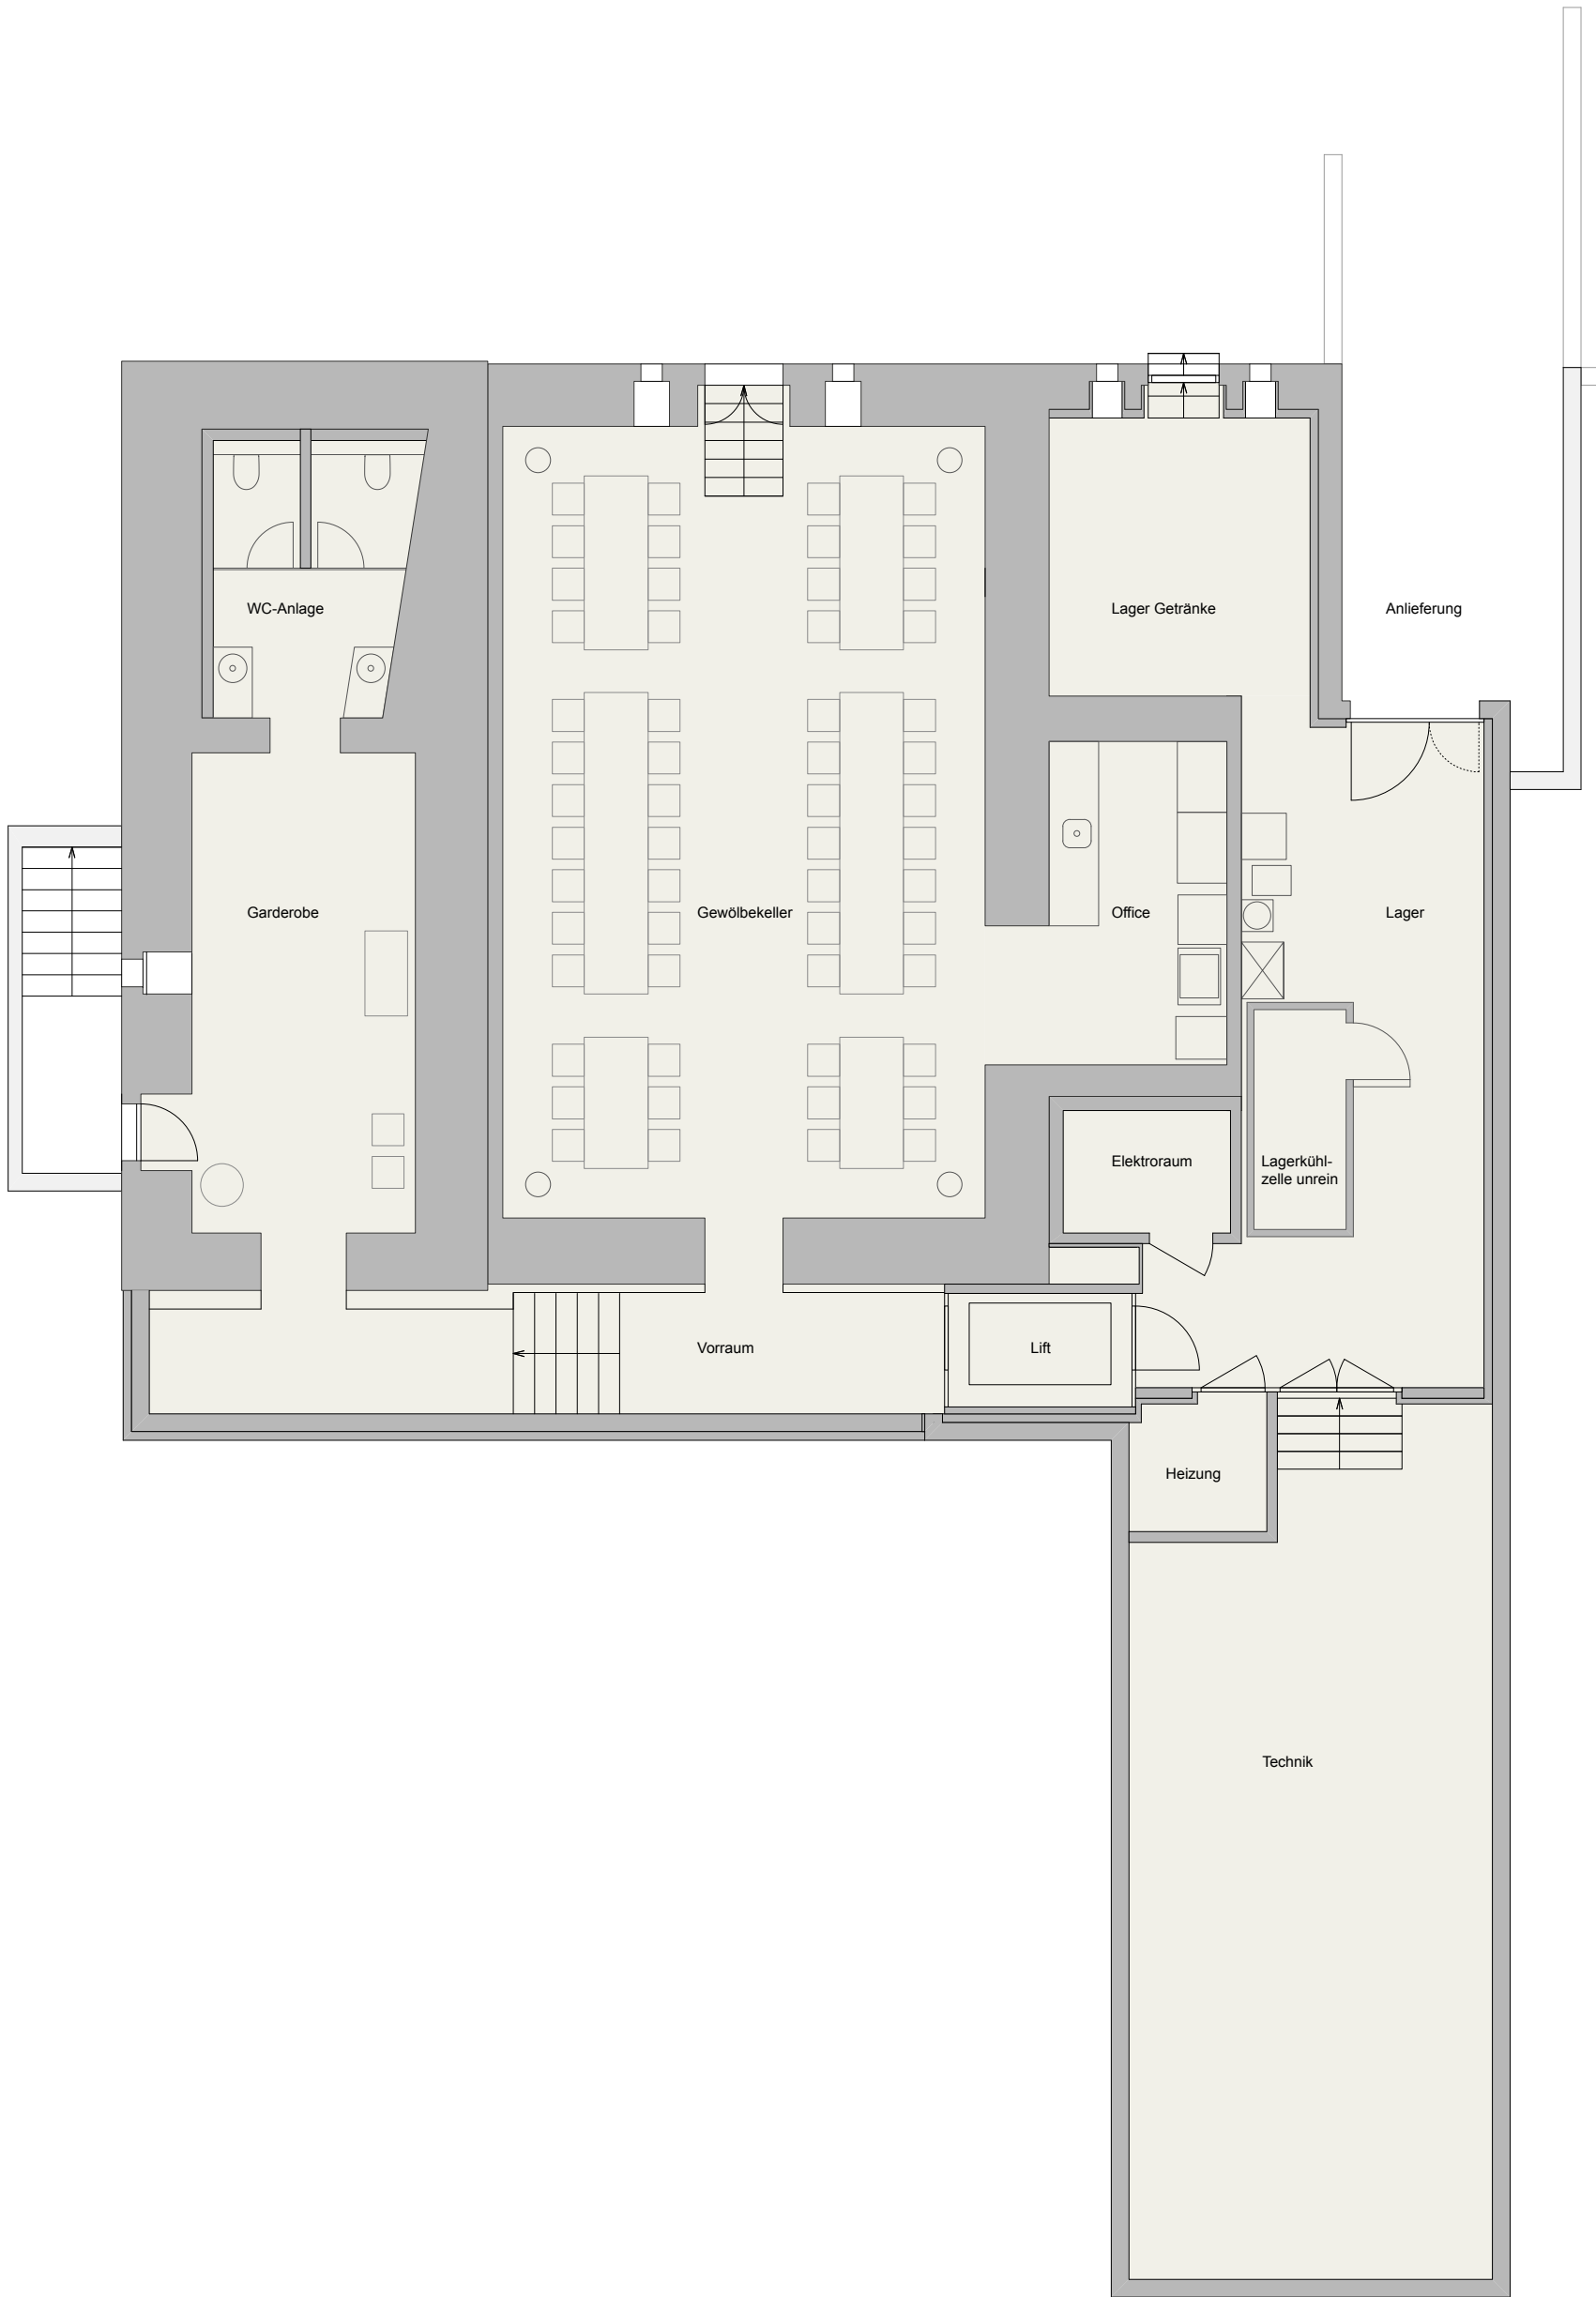 WC-Anlage
Lager Getränke
Anlieferung
Garderobe
Gewölbekeller
Office
Lager
Elektroraum
Lagerkühl-
zelle unrein
Vorraum
Lift
Heizung
Technik